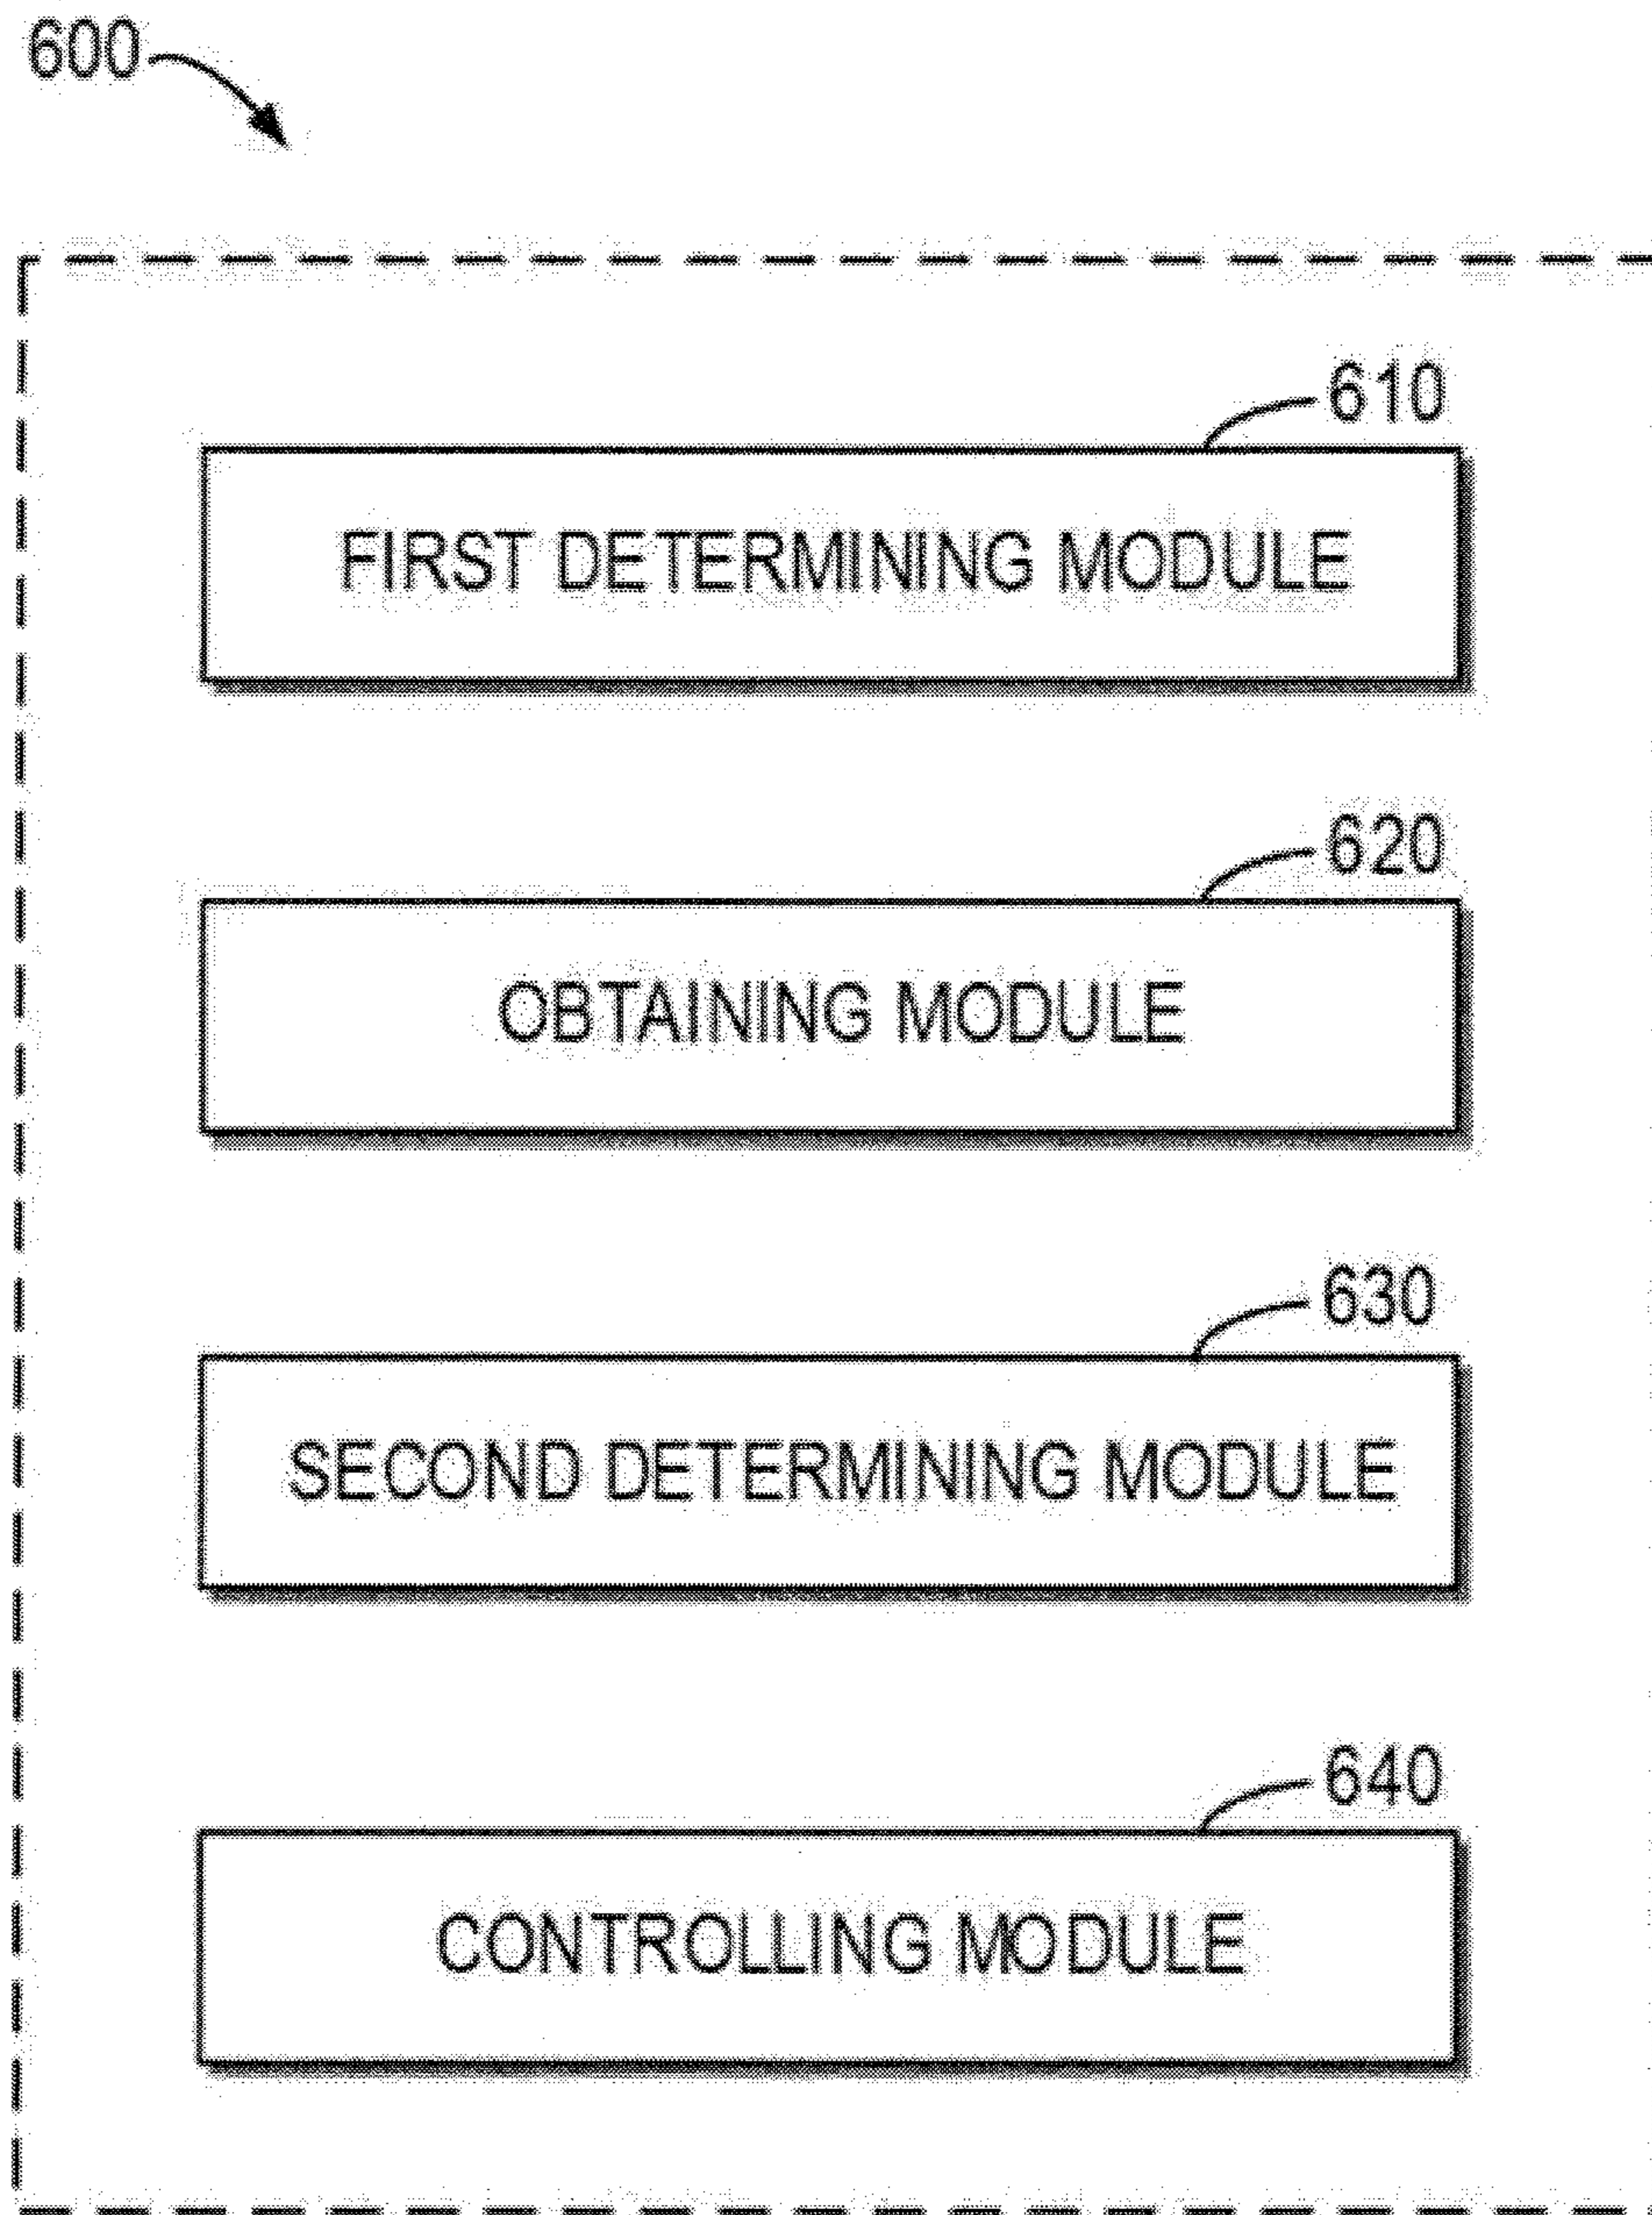 600
610
FIRST DETERMINING MODULE
620
OBTAINING MODULE
630
SECOND DETERMINING MODULE
640
CONTROLLING MODULE